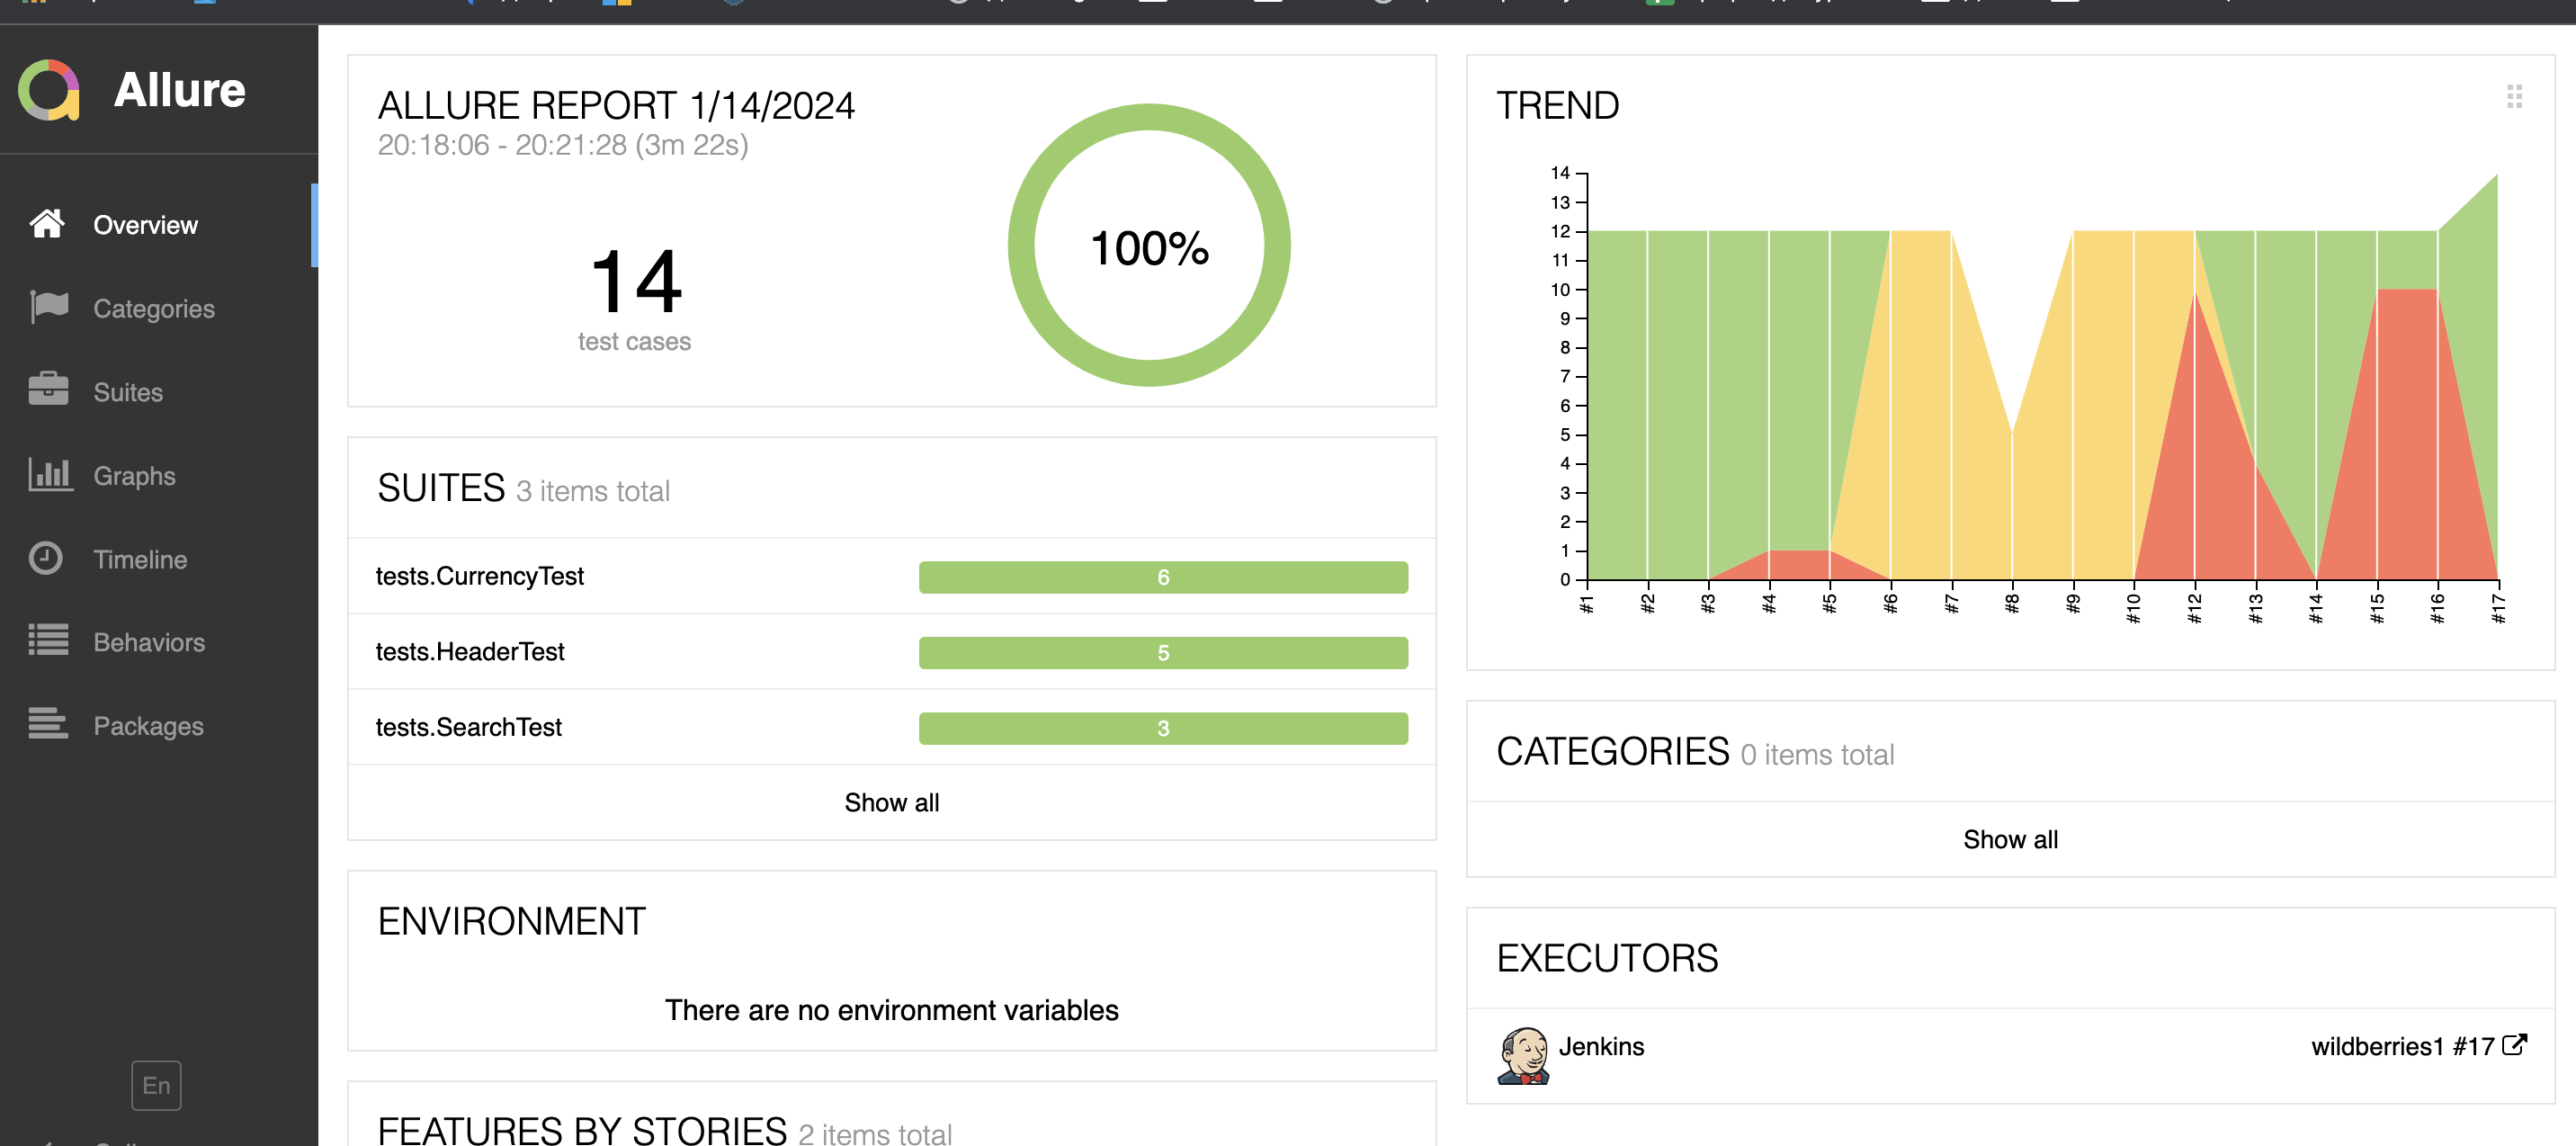 Allure
Overview
Categories
Suites
Graphs
Timeline
Behaviors
Packages
En
ALLURE REPORT 1/14/2024
20:18:06 - 20:21:28 (3m 22s)
14
test cases
100%
SUITES 3 items total
tests.CurrencyTest 6
tests.HeaderTest 5
tests.SearchTest 3
Show all
ENVIRONMENT
There are no environment variables
FEATURES BY STORIES 2 items total
TREND
14
13
12
11
10
9
8
7
6
5
4
3
2
1
0
#1 #2 #3 #4 #5 #6 #7 #8 #9 #10 #12 #13 #14 #15 #16 #17
CATEGORIES 0 items total
Show all
EXECUTORS
Jenkins wildberries1 #17